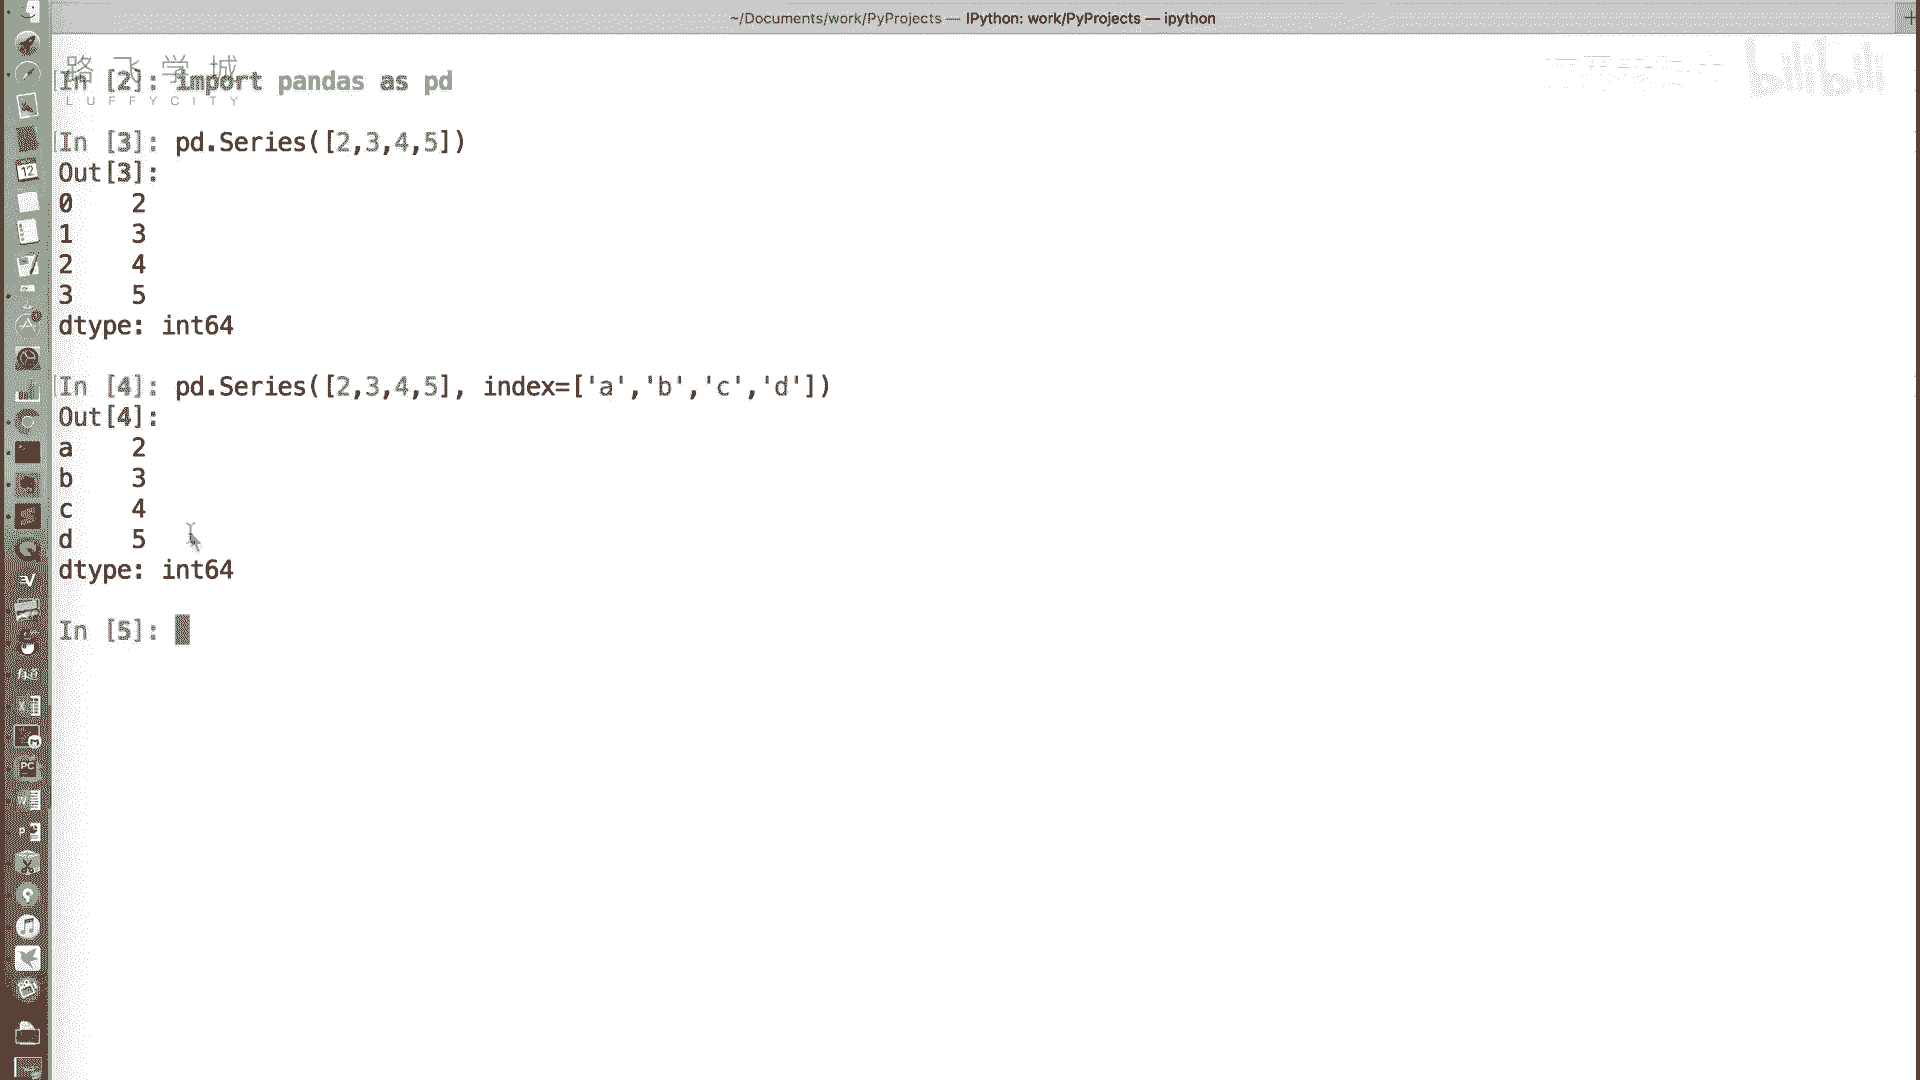 ~/Documents/work/PyProjects — IPython: work/PyProjects — ipython
路飞学城
LUFFYCITY
bilibili
In [2]: import pandas as pd
In [3]: pd.Series([2,3,4,5])
Out[3]:
0    2
1    3
2    4
3    5
dtype: int64
In [4]: pd.Series([2,3,4,5], index=['a','b','c','d'])
Out[4]:
a    2
b    3
c    4
d    5
dtype: int64
In [5]:
12
PC